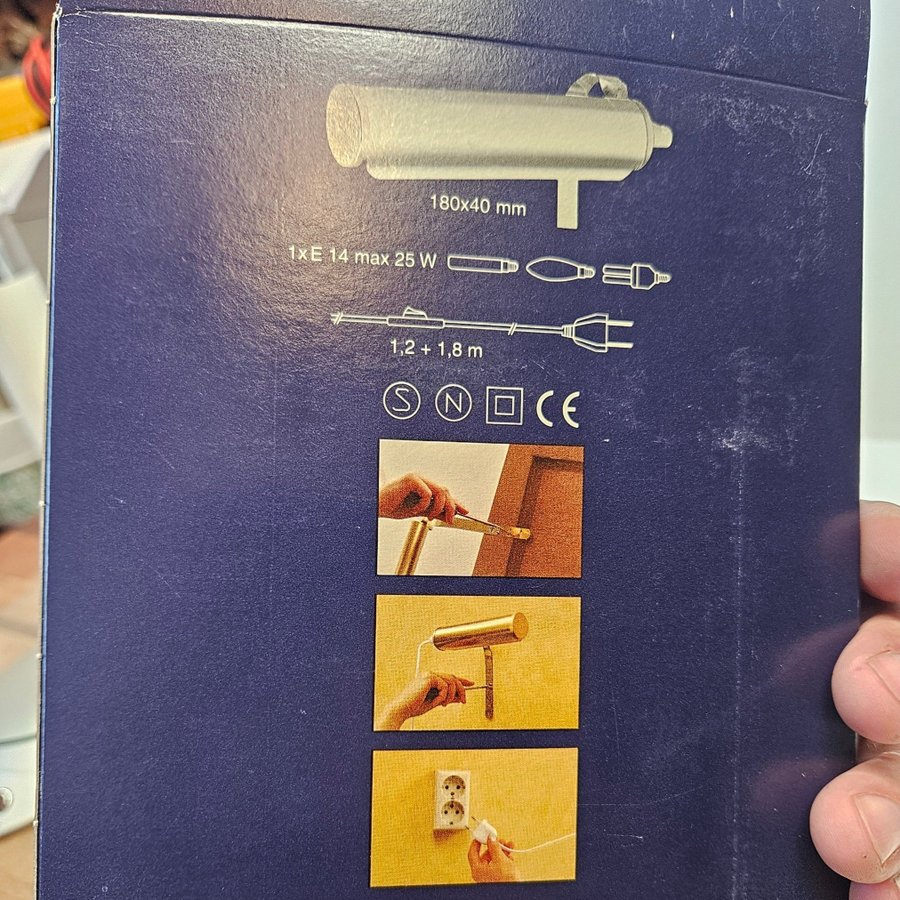 180x40 mm
1xE 14 max 25 W
1,2 + 1,8 m
S N CE